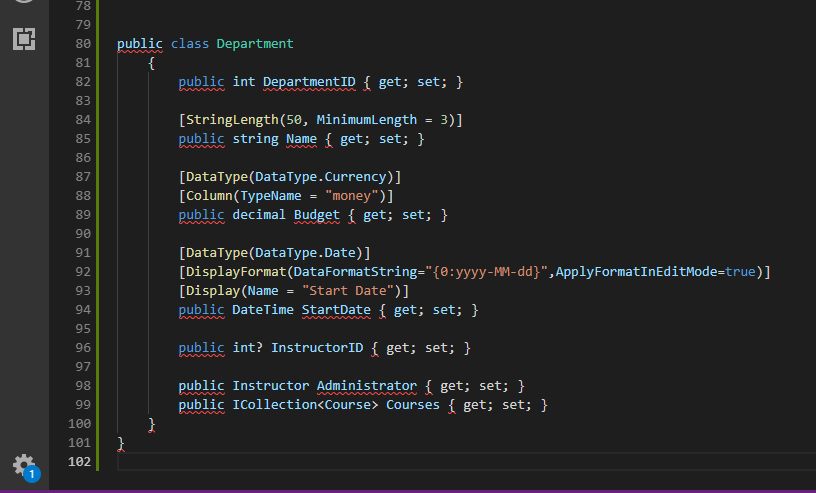 78
79
80 public class Department
81 {
82 public int DepartmentID { get; set; }
83
84 [StringLength(50, MinimumLength = 3)]
85 public string Name { get; set; }
86
87 [DataType(DataType.Currency)]
88 [Column(TypeName = "money")]
89 public decimal Budget { get; set; }
90
91 [DataType(DataType.Date)]
92 [DisplayFormat(DataFormatString="{0:yyyy-MM-dd}",ApplyFormatInEditMode=true)]
93 [Display(Name = "Start Date")]
94 public DateTime StartDate { get; set; }
95
96 public int? InstructorID { get; set; }
97
98 public Instructor Administrator { get; set; }
99 public ICollection<Course> Courses { get; set; }
100 }
101 }
102
1